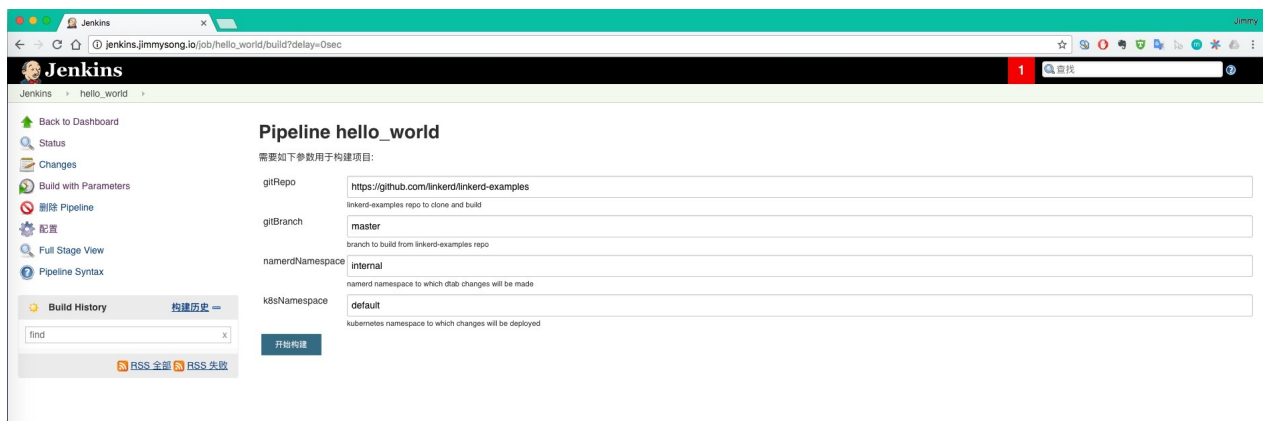 Jenkins
Jimmy
jenkins.jimmysong.io/job/hello_world/build?delay=0sec
Jenkins
1
查找
Jenkins hello_world
Back to Dashboard
Status
Changes
Build with Parameters
删除 Pipeline
配置
Full Stage View
Pipeline Syntax
Build History 构建历史
find x
RSS 全部 RSS 失败
Pipeline hello_world
需要如下参数用于构建项目:
gitRepo
https://github.com/linkerd/linkerd-examples
linkerd-examples repo to clone and build
gitBranch
master
branch to build from linkerd-examples repo
namerdNamespace
internal
namerd namespace to which dtab changes will be made
k8sNamespace
default
kubernetes namespace to which changes will be deployed
开始构建